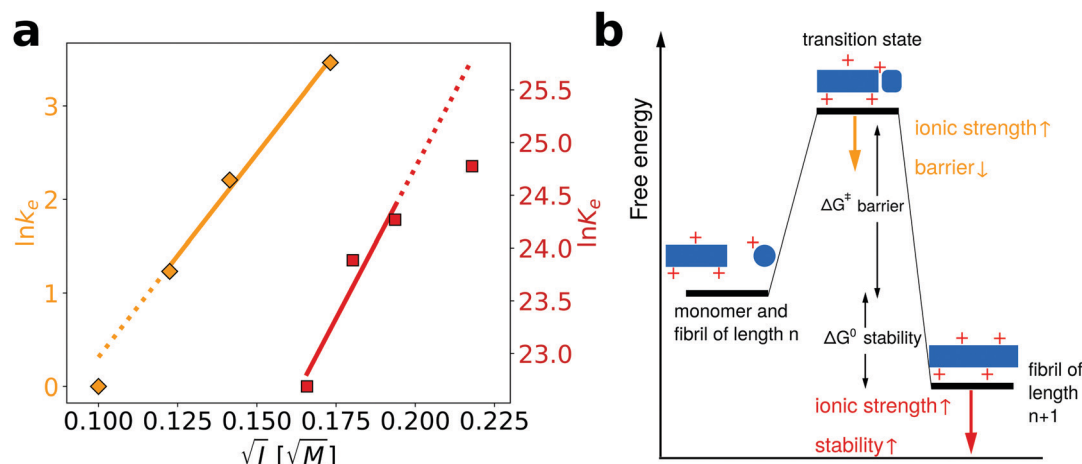 a
3
2
1
0
lnk_e
25.5
25.0
24.5
24.0
23.5
23.0
lnK_e
0.100 0.125 0.150 0.175 0.200 0.225
√I [√M]
b
Free energy
transition state
+ +
+ +
ionic strength↑
barrier↓
ΔG‡ barrier
+
+ +
monomer and
fibril of length n
ΔG⁰ stability
+ +
+ +
fibril of
length
n+1
ionic strength↑
stability↑